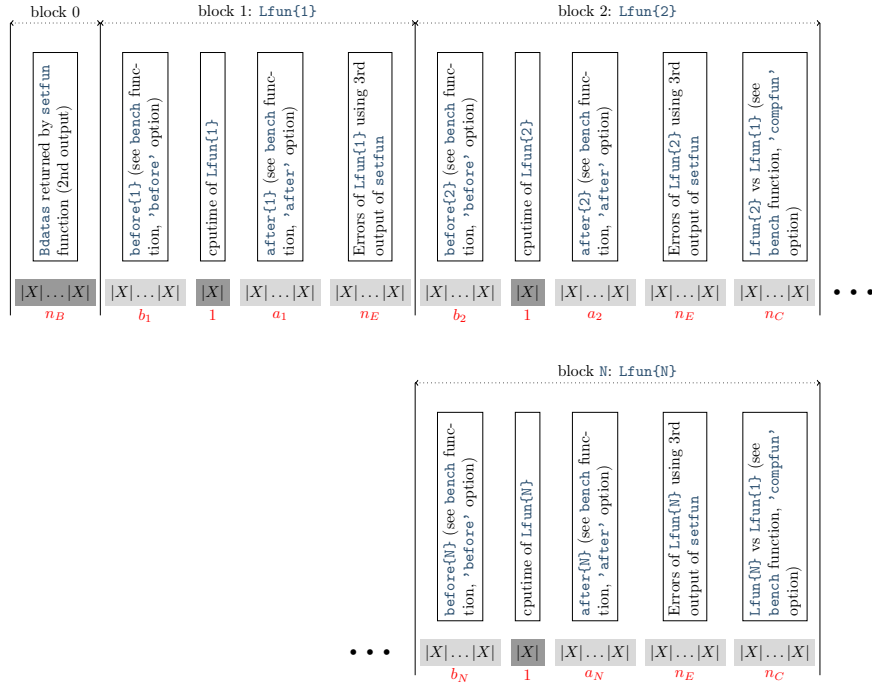 block 0
block 1: Lfun{1}
block 2: Lfun{2}
Bdatas returned by setfun
function (2nd output)
before{1} (see bench func-
tion, 'before' option)
cputime of Lfun{1}
after{1} (see bench func-
tion, 'after' option)
Errors of Lfun{1} using 3rd
output of setfun
before{2} (see bench func-
tion, 'before' option)
cputime of Lfun{2}
after{2} (see bench func-
tion, 'after' option)
Errors of Lfun{2} using 3rd
output of setfun
Lfun{2} vs Lfun{1} (see
bench function, 'compfun'
option)
|X|...|X| |X|...|X| |X| |X|...|X| |X|...|X| |X|...|X| |X| |X|...|X| |X|...|X| |X|...|X| • • •
n_B b_1 1 a_1 n_E b_2 1 a_2 n_E n_C
block N: Lfun{N}
before{N} (see bench func-
tion, 'before' option)
cputime of Lfun{N}
after{N} (see bench func-
tion, 'after' option)
Errors of Lfun{N} using 3rd
output of setfun
Lfun{N} vs Lfun{1} (see
bench function, 'compfun'
option)
• • • |X|...|X| |X| |X|...|X| |X|...|X| |X|...|X|
b_N 1 a_N n_E n_C